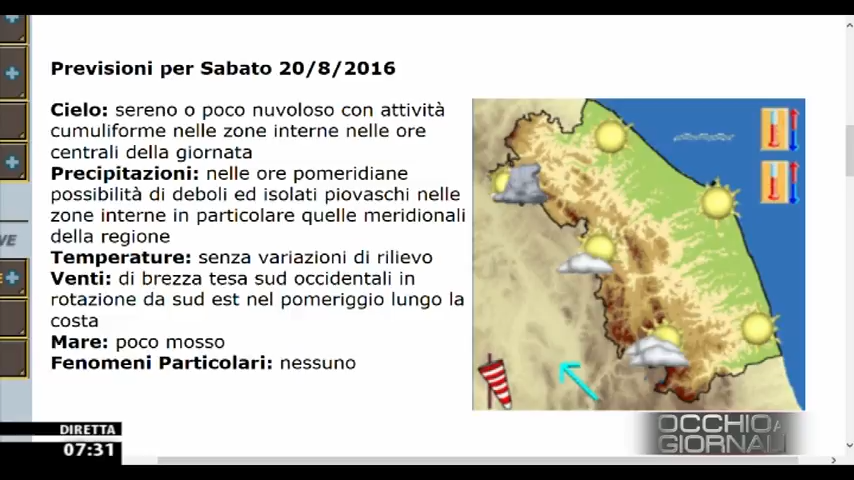 Previsioni per Sabato 20/8/2016
Cielo: sereno o poco nuvoloso con attività
cumuliforme nelle zone interne nelle ore
centrali della giornata
Precipitazioni: nelle ore pomeridiane
possibilità di deboli ed isolati piovaschi nelle
zone interne in particolare quelle meridionali
della regione
Temperature: senza variazioni di rilievo
Venti: di brezza tesa sud occidentali in
rotazione da sud est nel pomeriggio lungo la
costa
Mare: poco mosso
Fenomeni Particolari: nessuno
VE
E
DIRETTA
07:31
OCCHIO AI
GIORNALI